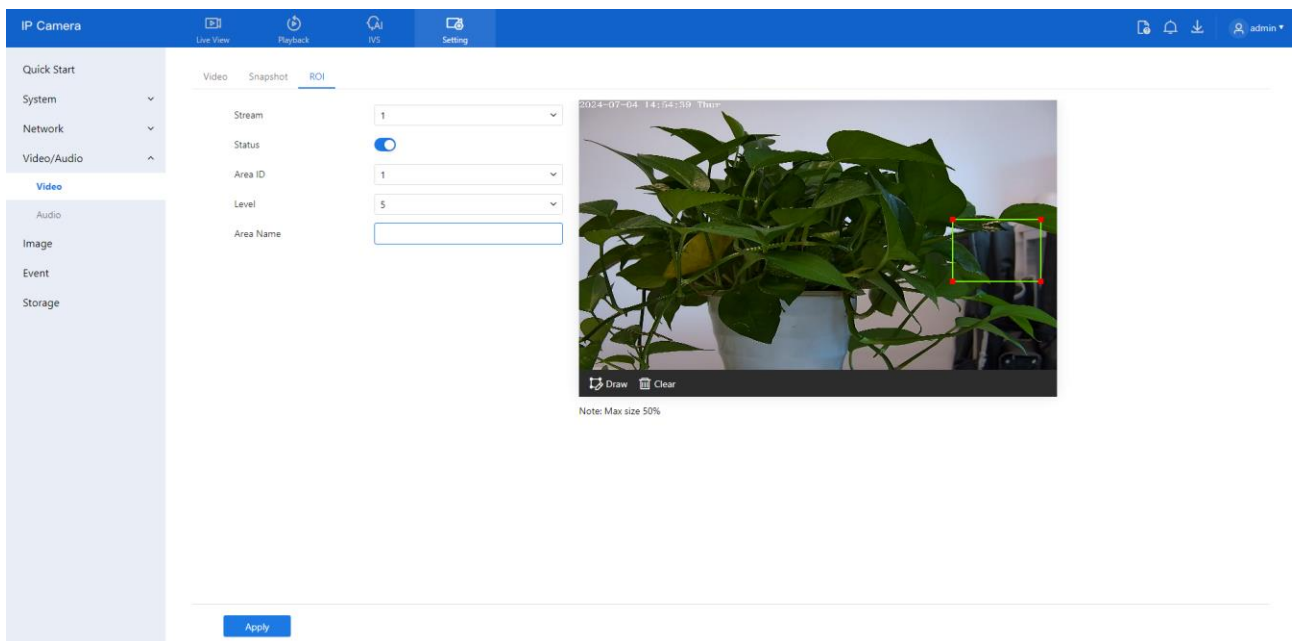 IP Camera
Live View
Playback
AI
IVS
Setting
admin
Quick Start
System
Network
Video/Audio
Video
Audio
Image
Event
Storage
Video Snapshot ROI
Stream 1
Status
Area ID 1
Level 5
Area Name
2024-07-04 14:54:39 Thur
Draw Clear
Note: Max size 50%
Apply